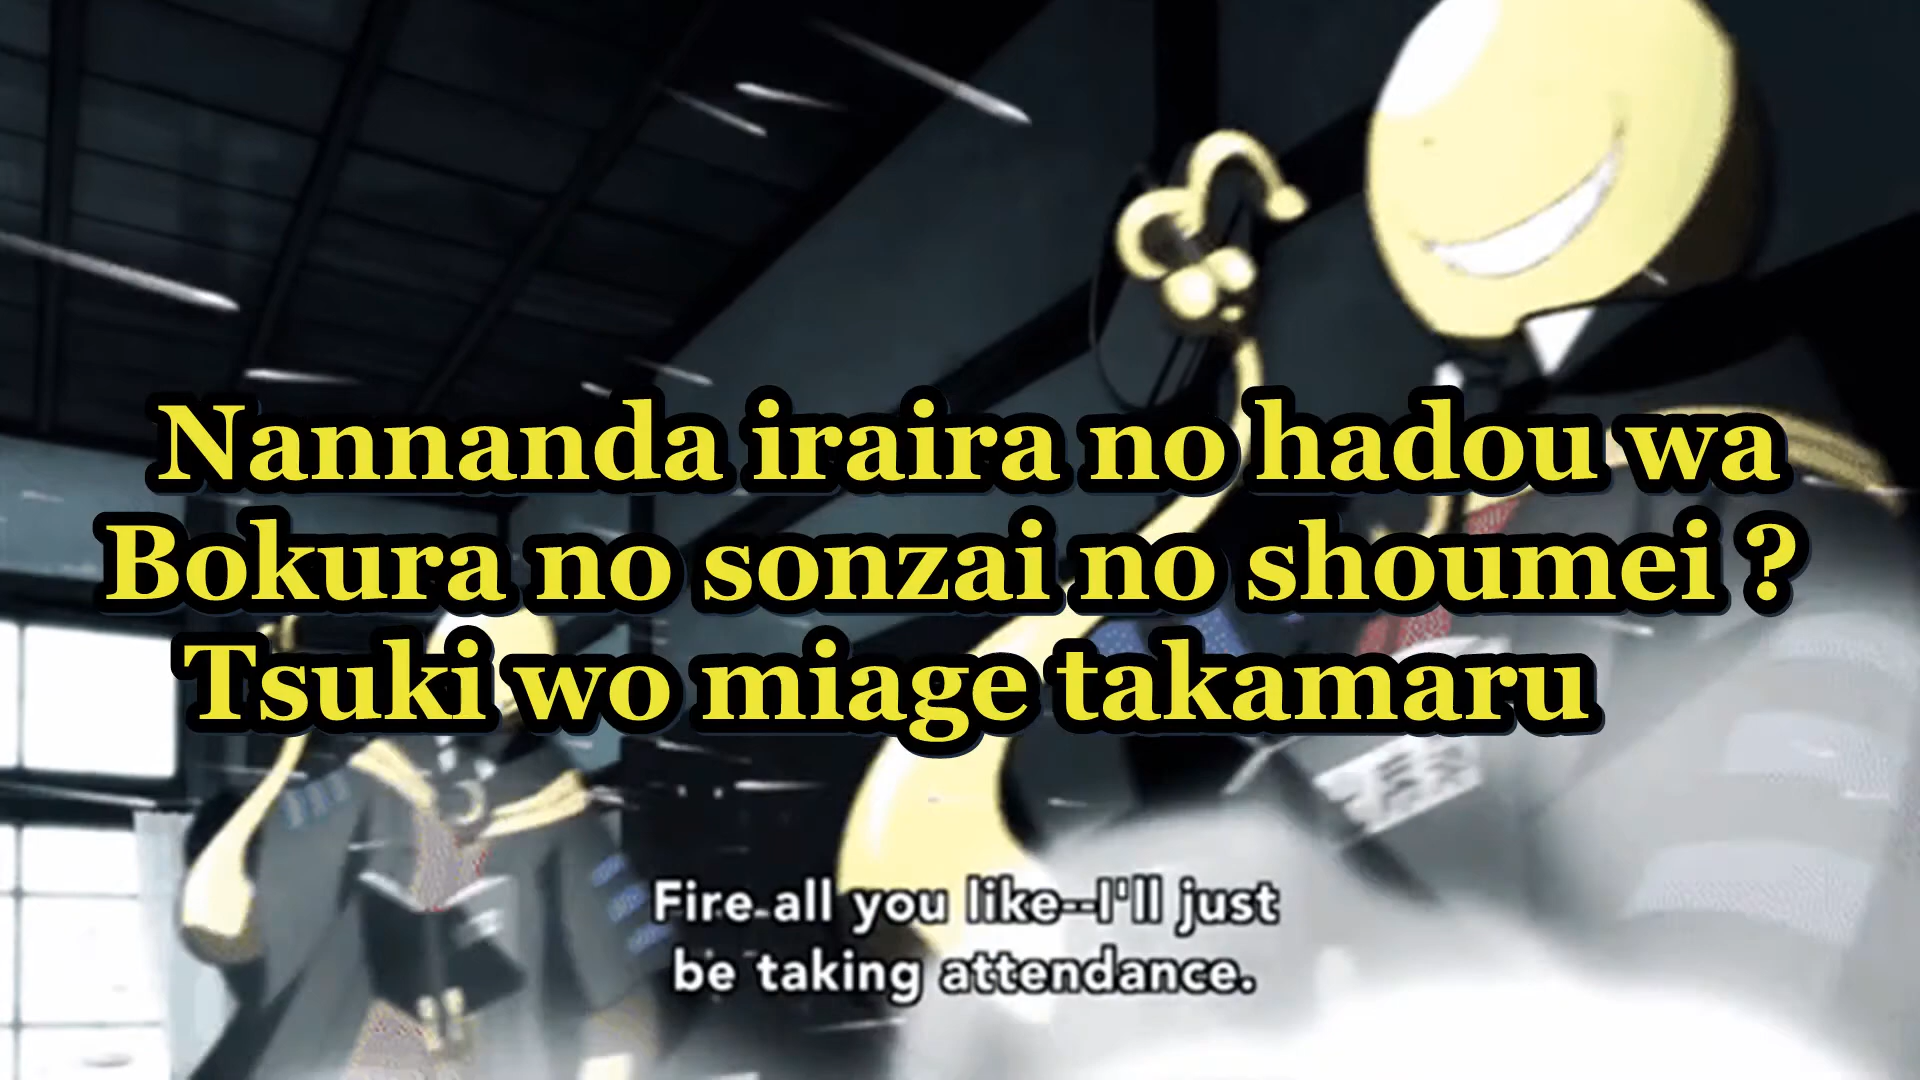 Nannanda iraira no hadou wa
Bokura no sonzai no shoumei ?
Tsuki wo miage takamaru
Fire all you like--I'll just
be taking attendance.